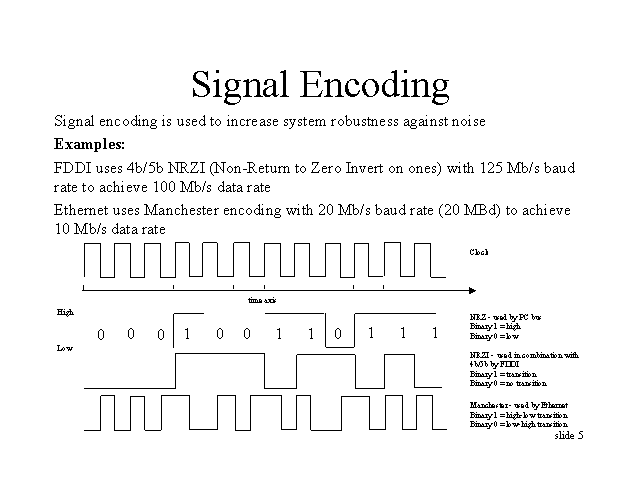 Signal Encoding
Signal encoding is used to increase system robustness against noise
Examples:
FDDI uses 4b/5b NRZI (Non-Return to Zero Invert on ones) with 125 Mb/s baud
rate to achieve 100 Mb/s data rate
Ethernet uses Manchester encoding with 20 Mb/s baud rate (20 MBd) to achieve
10 Mb/s data rate
Clock
time axis
High
0 0 0 1 0 0 1 1 0 1 1 1
Low
NRZ - used by PC bus
Binary 1 = high
Binary 0 = low
NRZI - used in combination with
4b/5b by FDDI
Binary 1 = transition
Binary 0 = no transition
Manchester - used by Ethernet
Binary 1 = high-low transition
Binary 0 = low-high transition
slide 5